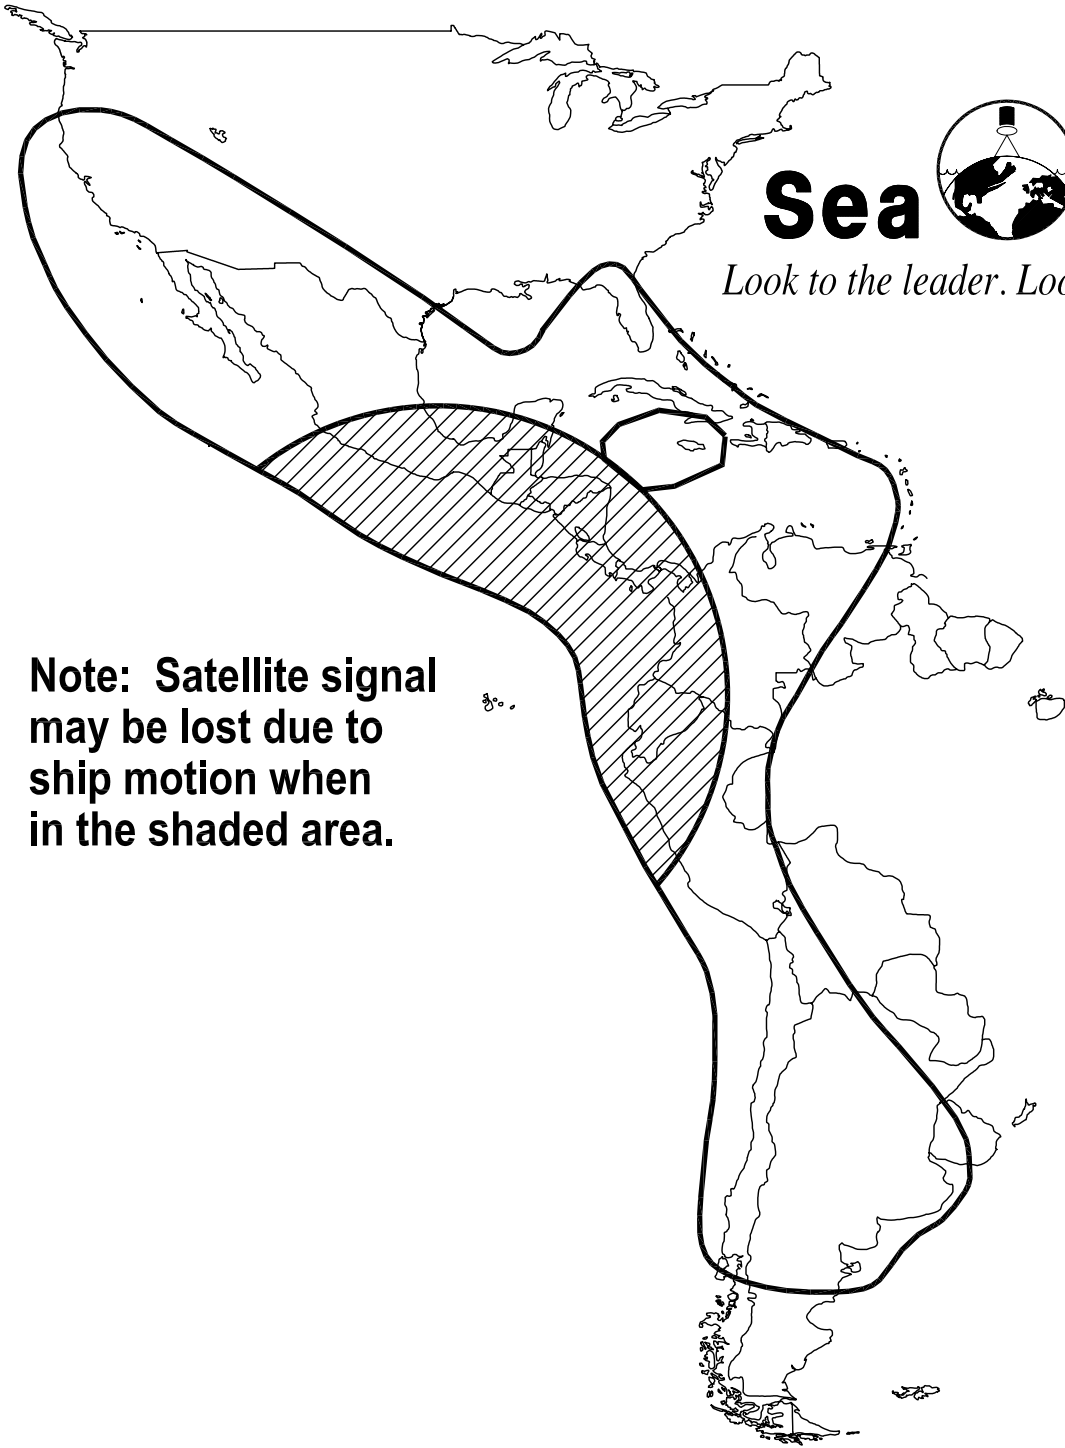 Sea
Look to the leader. Loo
Note: Satellite signal
may be lost due to
ship motion when
in the shaded area.